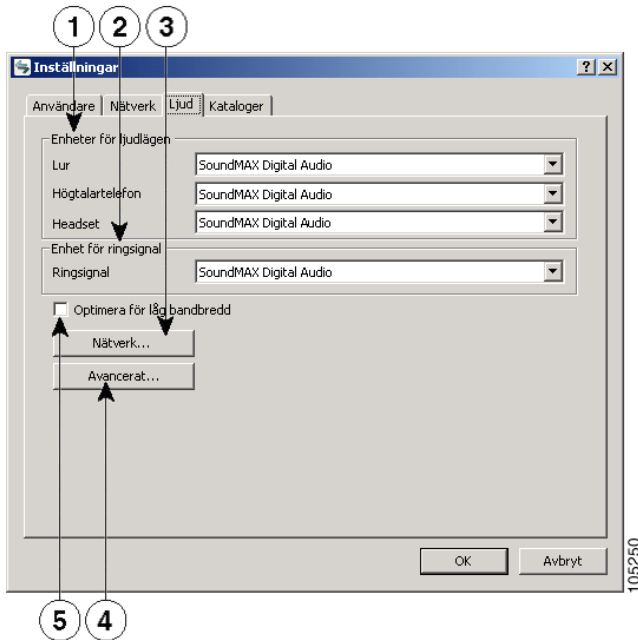 1 2 3
Inställningar
Användare Nätverk Ljud Kataloger
Enheter för ljudlägen
Lur SoundMAX Digital Audio
Högtalartelefon SoundMAX Digital Audio
Headset SoundMAX Digital Audio
Enhet för ringsignal
Ringsignal SoundMAX Digital Audio
Optimera för låg bandbredd
Nätverk...
Avancerat...
OK Avbryt
105250
5 4